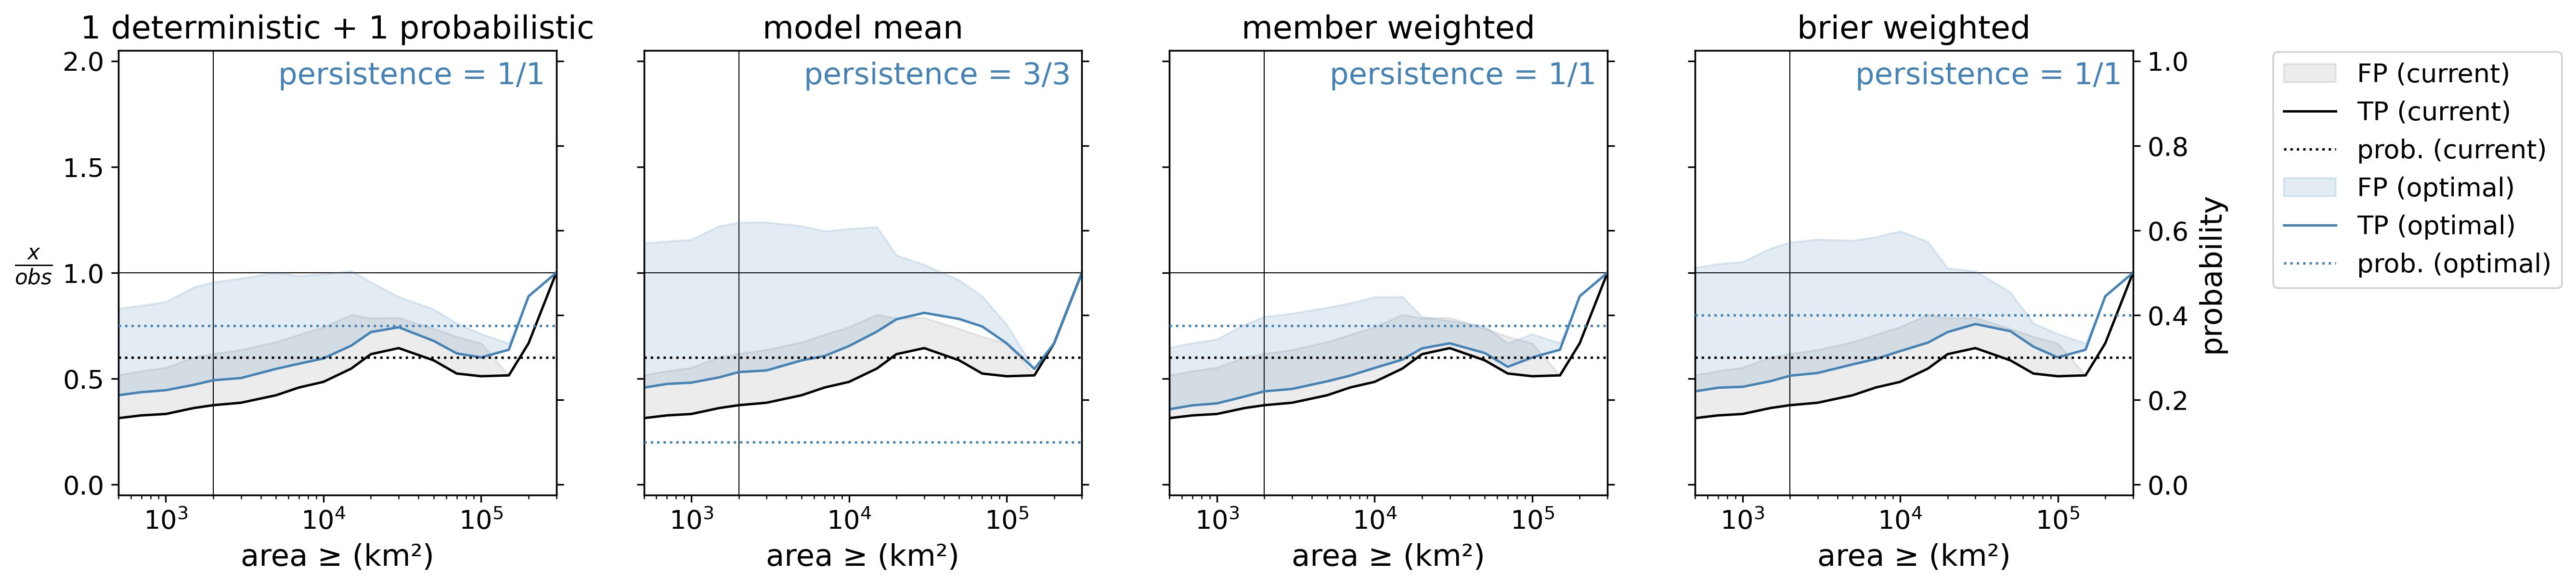 1 deterministic + 1 probabilistic
model mean
member weighted
brier weighted
persistence = 1/1
persistence = 3/3
persistence = 1/1
persistence = 1/1
2.0
1.5
1.0
0.5
0.0
x/obs
10³ 10⁴ 10⁵
10³ 10⁴ 10⁵
10³ 10⁴ 10⁵
10³ 10⁴ 10⁵
area ≥ (km²)
area ≥ (km²)
area ≥ (km²)
area ≥ (km²)
1.0
0.8
0.6
0.4
0.2
0.0
probability
FP (current)
TP (current)
prob. (current)
FP (optimal)
TP (optimal)
prob. (optimal)